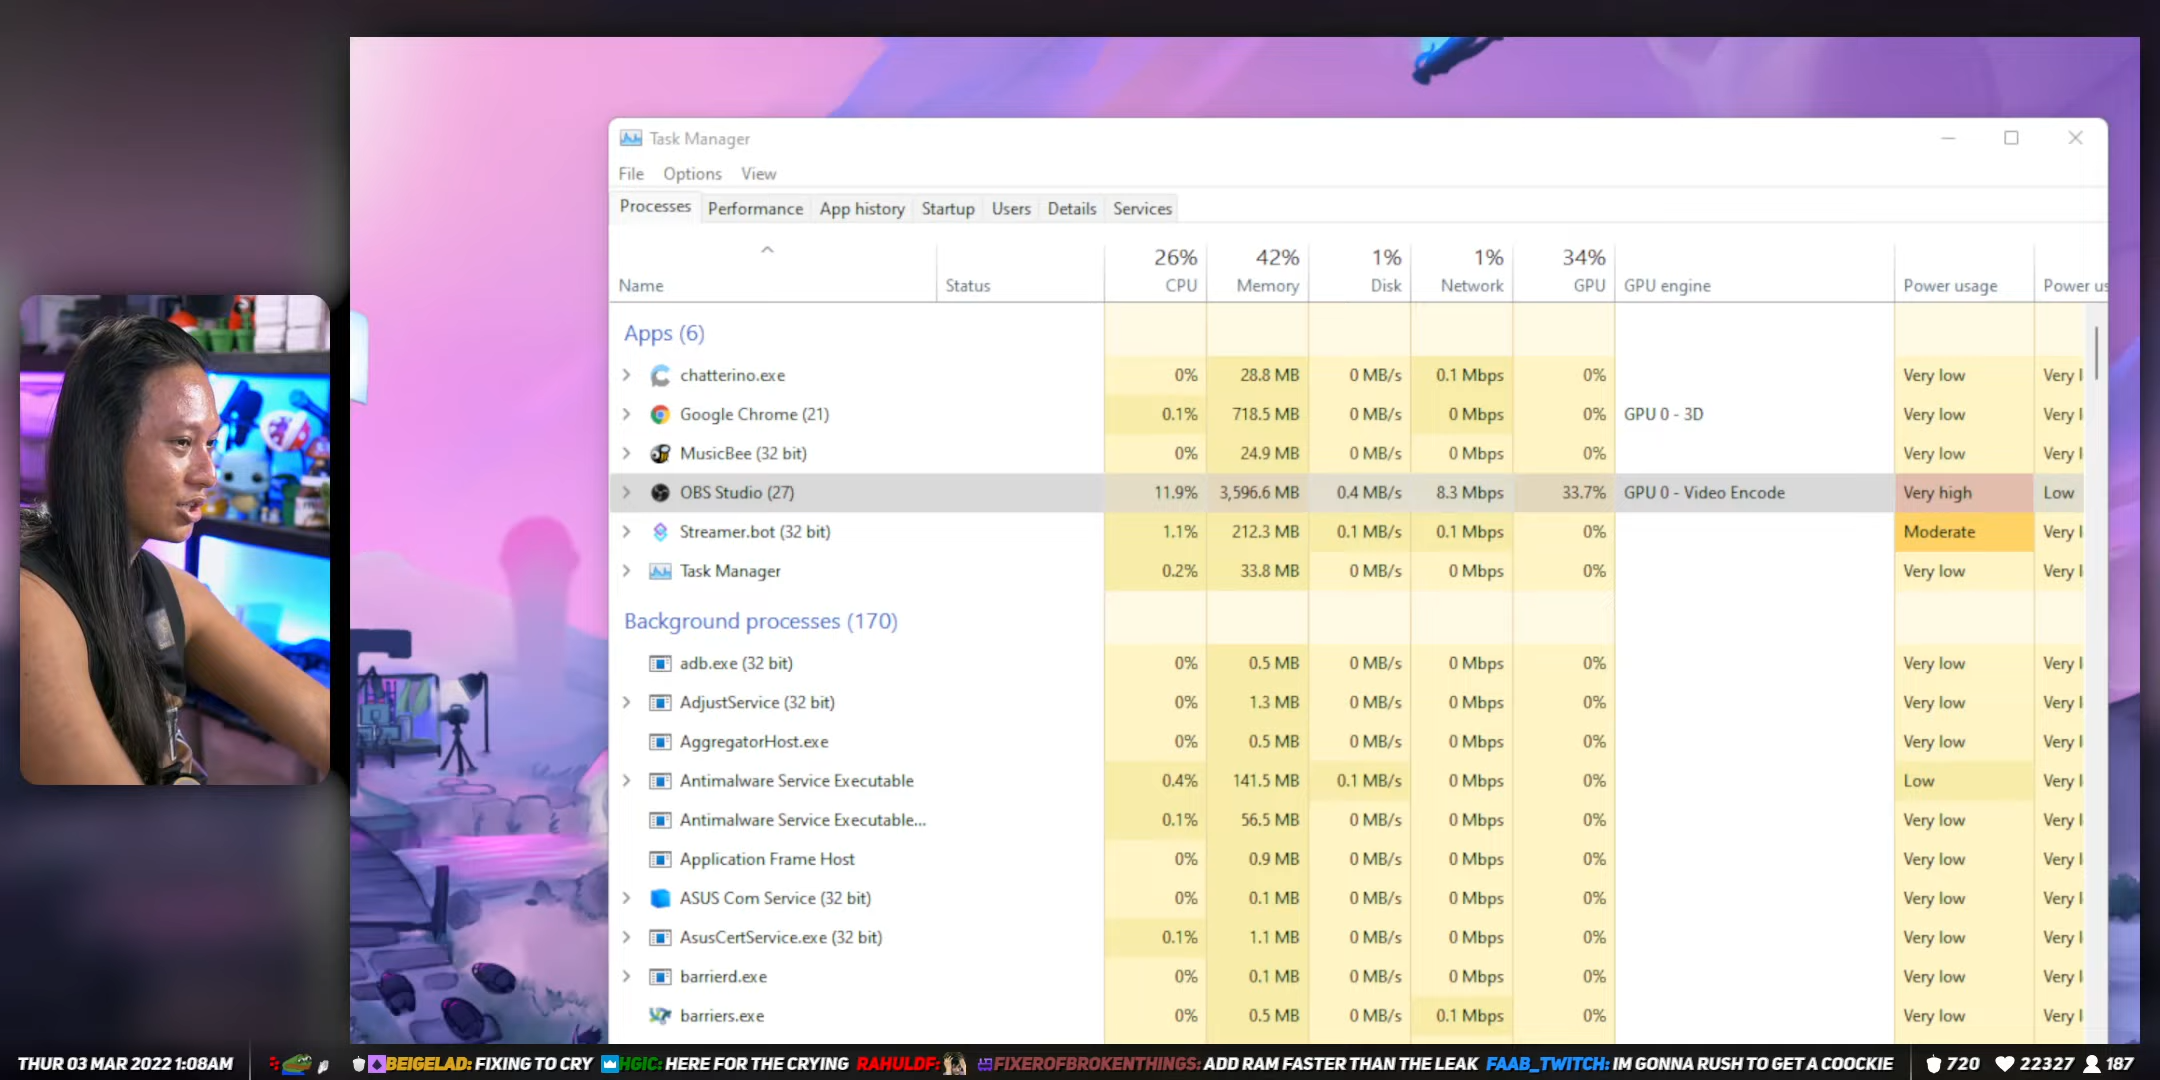 Task Manager
File Options View
Processes Performance App history Startup Users Details Services
26% 42% 1% 1% 34%
Name Status CPU Memory Disk Network GPU GPU engine Power usage Power us
Apps (6)
chatterino.exe 0% 28.8 MB 0 MB/s 0.1 Mbps 0% Very low Very l
Google Chrome (21) 0.1% 718.5 MB 0 MB/s 0 Mbps 0% GPU 0 - 3D Very low Very l
MusicBee (32 bit) 0% 24.9 MB 0 MB/s 0 Mbps 0% Very low Very l
OBS Studio (27) 11.9% 3,596.6 MB 0.4 MB/s 8.3 Mbps 33.7% GPU 0 - Video Encode Very high Low
Streamer.bot (32 bit) 1.1% 212.3 MB 0.1 MB/s 0.1 Mbps 0% Moderate Very l
Task Manager 0.2% 33.8 MB 0 MB/s 0 Mbps 0% Very low Very l
Background processes (170)
adb.exe (32 bit) 0% 0.5 MB 0 MB/s 0 Mbps 0% Very low Very l
AdjustService (32 bit) 0% 1.3 MB 0 MB/s 0 Mbps 0% Very low Very l
AggregatorHost.exe 0% 0.5 MB 0 MB/s 0 Mbps 0% Very low Very l
Antimalware Service Executable 0.4% 141.5 MB 0.1 MB/s 0 Mbps 0% Low Very l
Antimalware Service Executable... 0.1% 56.5 MB 0 MB/s 0 Mbps 0% Very low Very l
Application Frame Host 0% 0.9 MB 0 MB/s 0 Mbps 0% Very low Very l
ASUS Com Service (32 bit) 0% 0.1 MB 0 MB/s 0 Mbps 0% Very low Very l
AsusCertService.exe (32 bit) 0.1% 1.1 MB 0 MB/s 0 Mbps 0% Very low Very l
barrierd.exe 0% 0.1 MB 0 MB/s 0 Mbps 0% Very low Very l
barriers.exe 0% 0.5 MB 0 MB/s 0.1 Mbps 0% Very low Very l
THUR 03 MAR 2022 1:08AM BEIGELAD: FIXING TO CRY HGIC: HERE FOR THE CRYING RAHULDF: FIXEROFBROKENTHINGS: ADD RAM FASTER THAN THE LEAK FAAB_TWITCH: IM GONNA RUSH TO GET A COOCKIE 720 22327 187